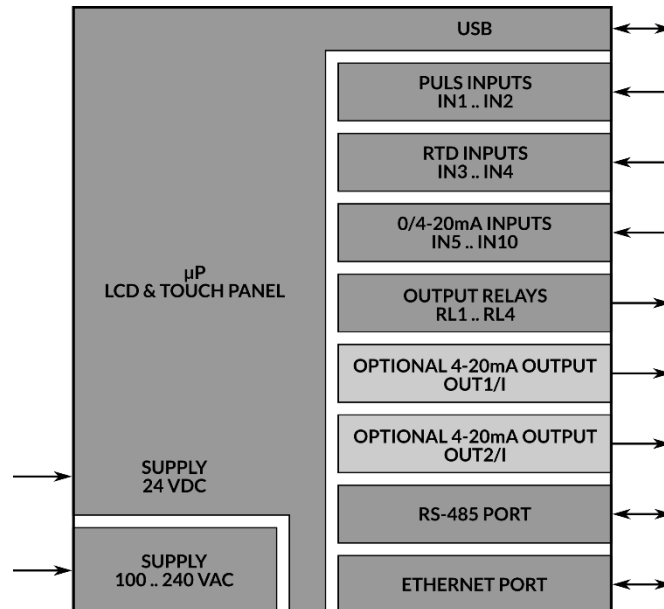 USB
PULS INPUTS
IN1 .. IN2
RTD INPUTS
IN3 .. IN4
0/4-20mA INPUTS
IN5 .. IN10
µP
LCD & TOUCH PANEL
OUTPUT RELAYS
RL1 .. RL4
OPTIONAL 4-20mA OUTPUT
OUT1/I
OPTIONAL 4-20mA OUTPUT
OUT2/I
SUPPLY
24 VDC
RS-485 PORT
SUPPLY
100 .. 240 VAC
ETHERNET PORT